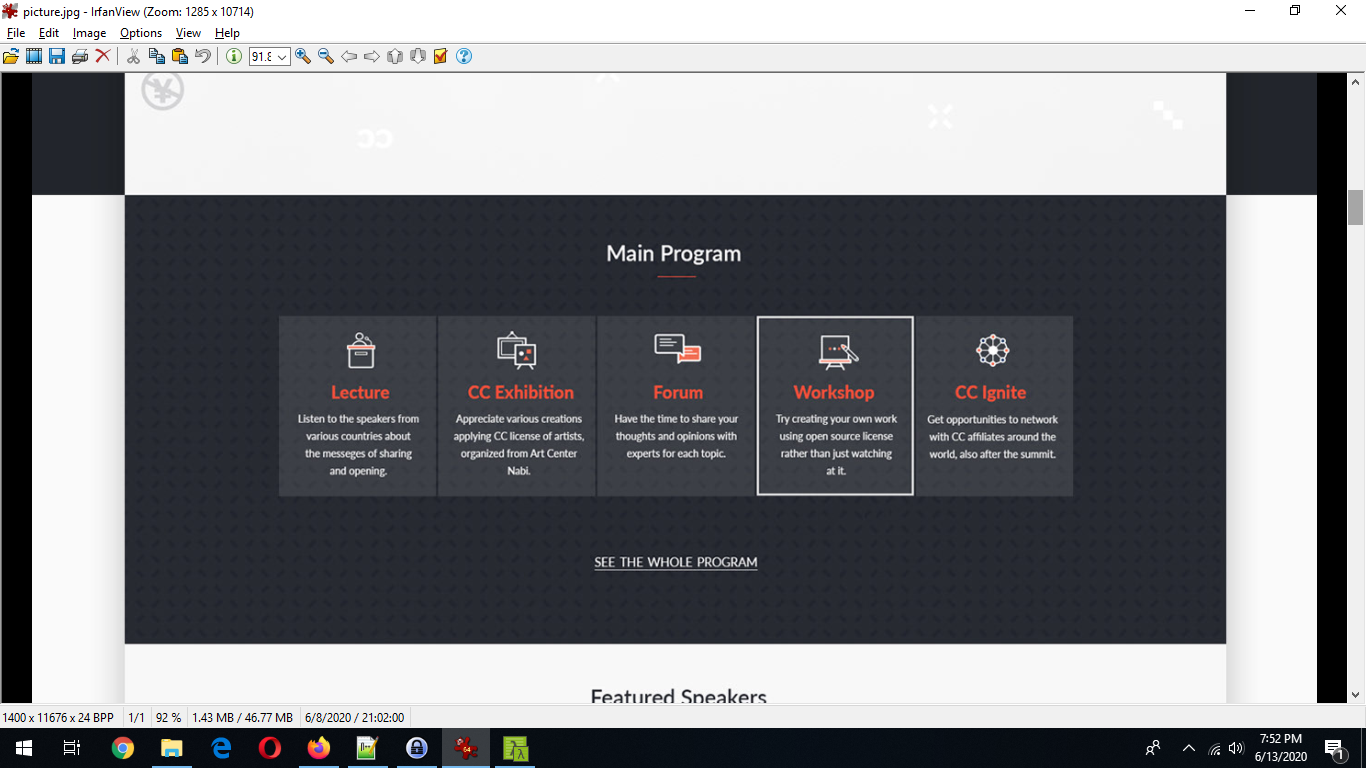 picture.jpg - IrfanView (Zoom: 1285 x 10714)
File Edit Image Options View Help
91.8
Main Program
Lecture
Listen to the speakers from
various countries about
the messeges of sharing
and opening.
CC Exhibition
Appreciate various creations
applying CC license of artists,
organized from Art Center
Nabi.
Forum
Have the time to share your
thoughts and opinions with
experts for each topic.
Workshop
Try creating your own work
using open source license
rather than just watching
at it.
CC Ignite
Get opportunities to network
with CC affiliates around the
world, also after the summit.
SEE THE WHOLE PROGRAM
Featured Speakers
1400 x 11676 x 24 BPP 1/1 92 % 1.43 MB / 46.77 MB 6/8/2020 / 21:02:00
64
7:52 PM
6/13/2020
1